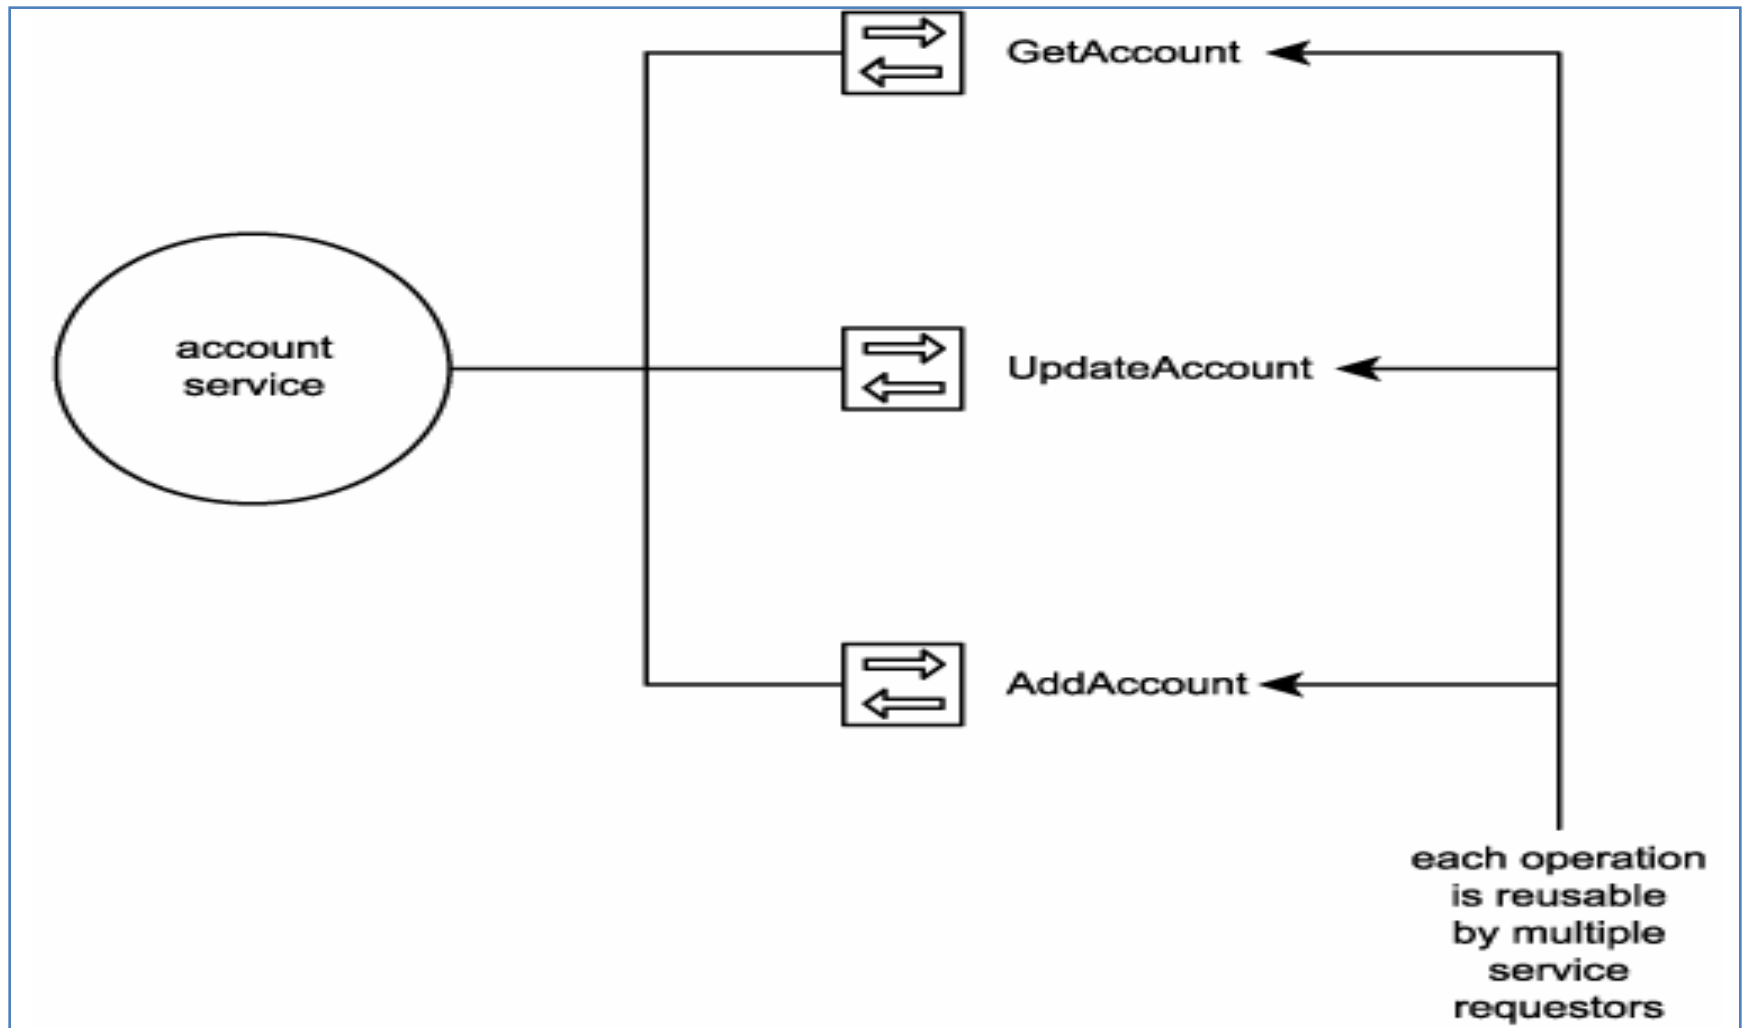 GetAccount
account
service
UpdateAccount
AddAccount
each operation
is reusable
by multiple
service
requestors